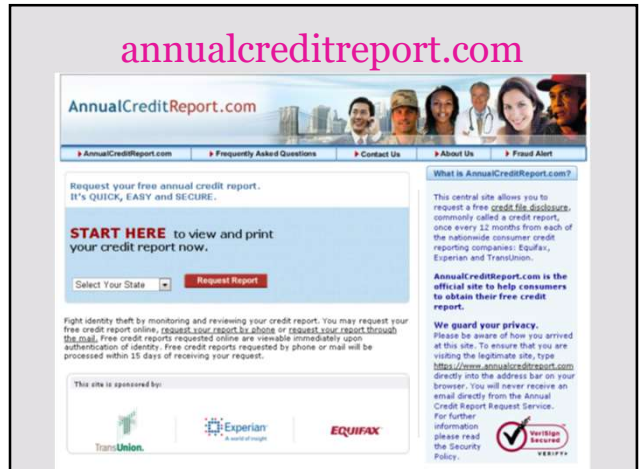 annualcreditreport.com
AnnualCreditReport.com
AnnualCreditReport.com Frequently Asked Questions Contact Us About Us Fraud Alert
Request your free annual credit report.
It's QUICK, EASY and SECURE.
START HERE to view and print
your credit report now.
Select Your State Request Report
Fight identity theft by monitoring and reviewing your credit report. You may request your
free credit report online, request your report by phone or request your report through
the mail. Free credit reports requested online are viewable immediately upon
authentication of identity. Free credit reports requested by phone or mail will be
processed within 15 days of receiving your request.
This site is sponsored by:
TransUnion.
Experian
A world of insight
EQUIFAX
What is AnnualCreditReport.com?
This central site allows you to
request a free credit file disclosure,
commonly called a credit report,
once every 12 months from each of
the nationwide consumer credit
reporting companies: Equifax,
Experian and TransUnion.
AnnualCreditReport.com is the
official site to help consumers
to obtain their free credit
report.
We guard your privacy.
Please be aware of how you arrived
at this site. To ensure that you are
visiting the legitimate site, type
https://www.annualcreditreport.com
directly into the address bar on your
browser. You will never receive an
email directly from the Annual
Credit Report Request Service.
For further
information
please read
the Security
Policy.
VeriSign
Secured
VERIFY